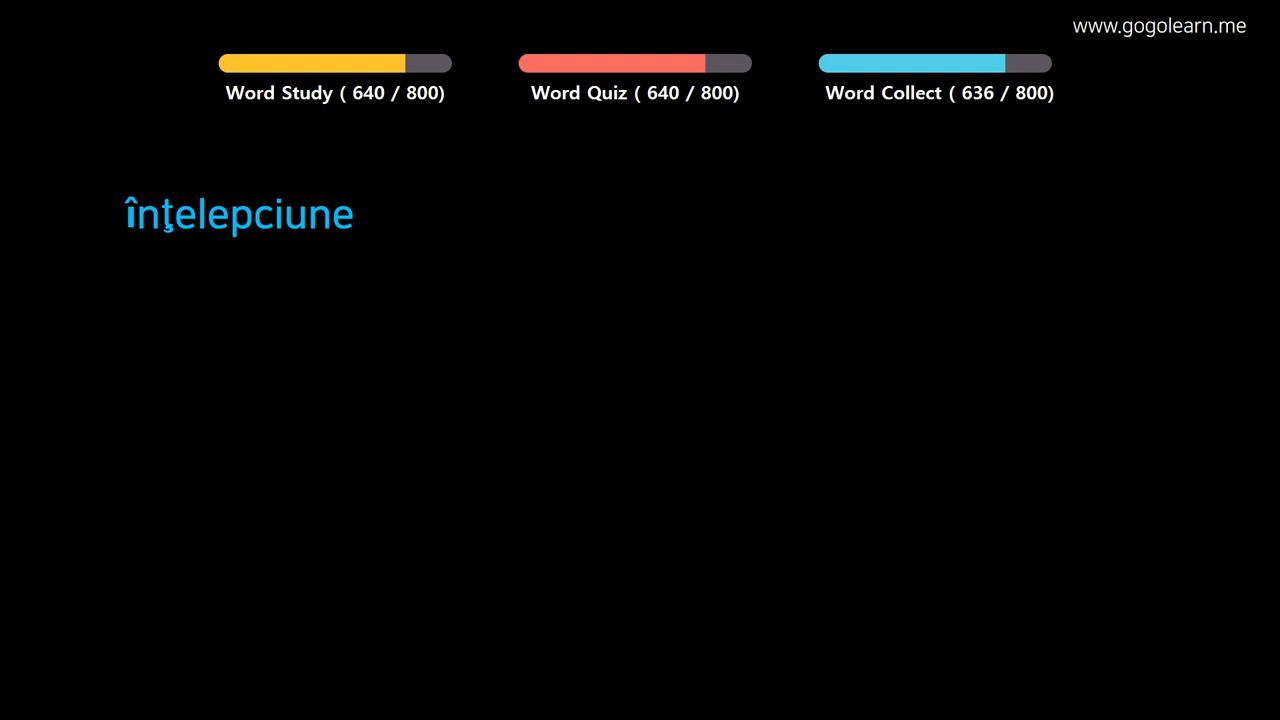 www.gogolearn.me
Word Study ( 640 / 800)
Word Quiz ( 640 / 800)
Word Collect ( 636 / 800)
înţelepciune